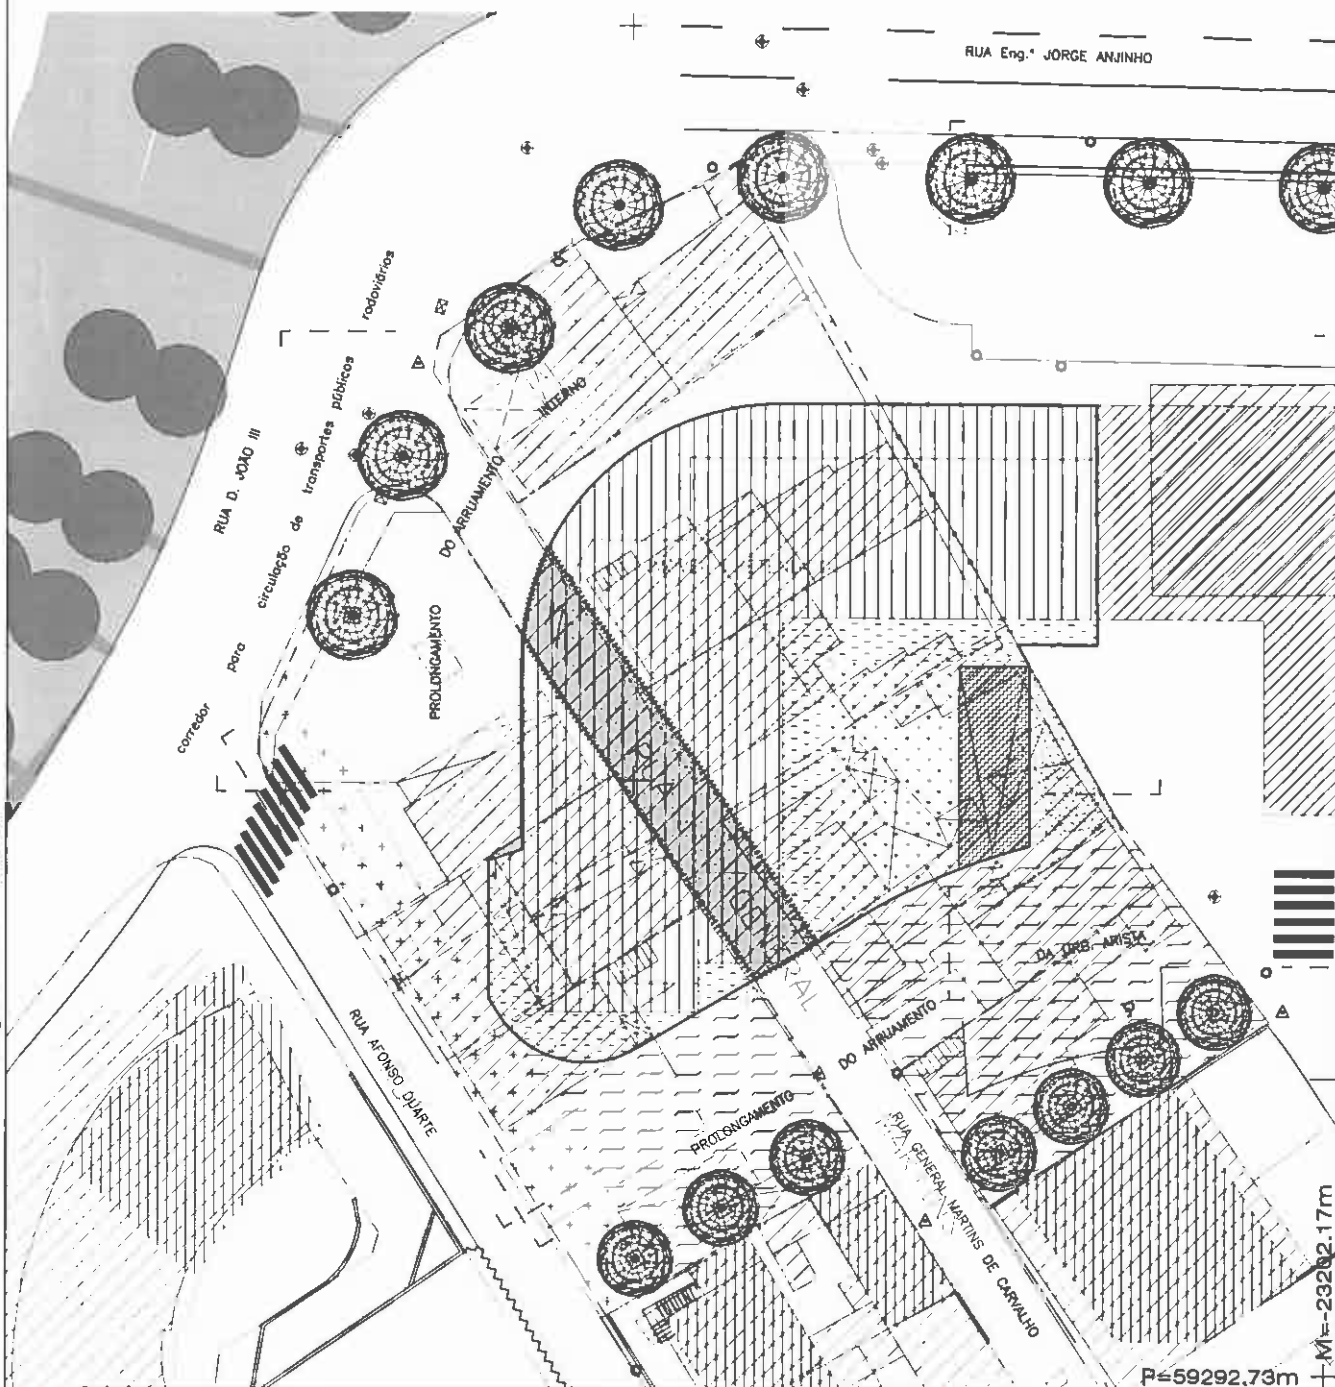 RUA Eng.º JORGE ANJINHO
corredor para circulação de transportes públicos rodoviários
RUA D. JOÃO III
PROLONGAMENTO
DO ARRUAMENTO
INTERNO
RUA AFONSO DUARTE
PROLONGAMENTO
DO ARRUAMENTO
DA URB. ARISTA
RUA GENERAL MARTINS DE CARVALHO
M=-23202.17m
P=59292.73m